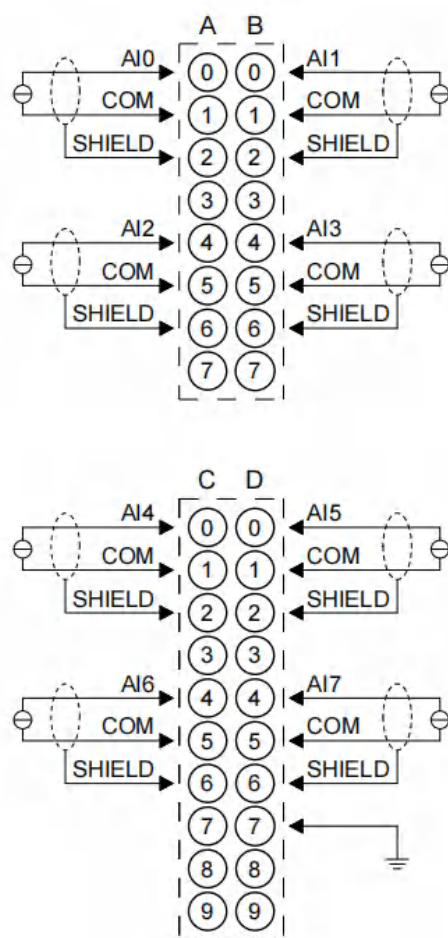 A B
AI0 0 0 AI1
COM 1 1 COM
SHIELD 2 2 SHIELD
3 3
AI2 4 4 AI3
COM 5 5 COM
SHIELD 6 6 SHIELD
7 7
C D
AI4 0 0 AI5
COM 1 1 COM
SHIELD 2 2 SHIELD
3 3
AI6 4 4 AI7
COM 5 5 COM
SHIELD 6 6 SHIELD
7 7
8 8
9 9